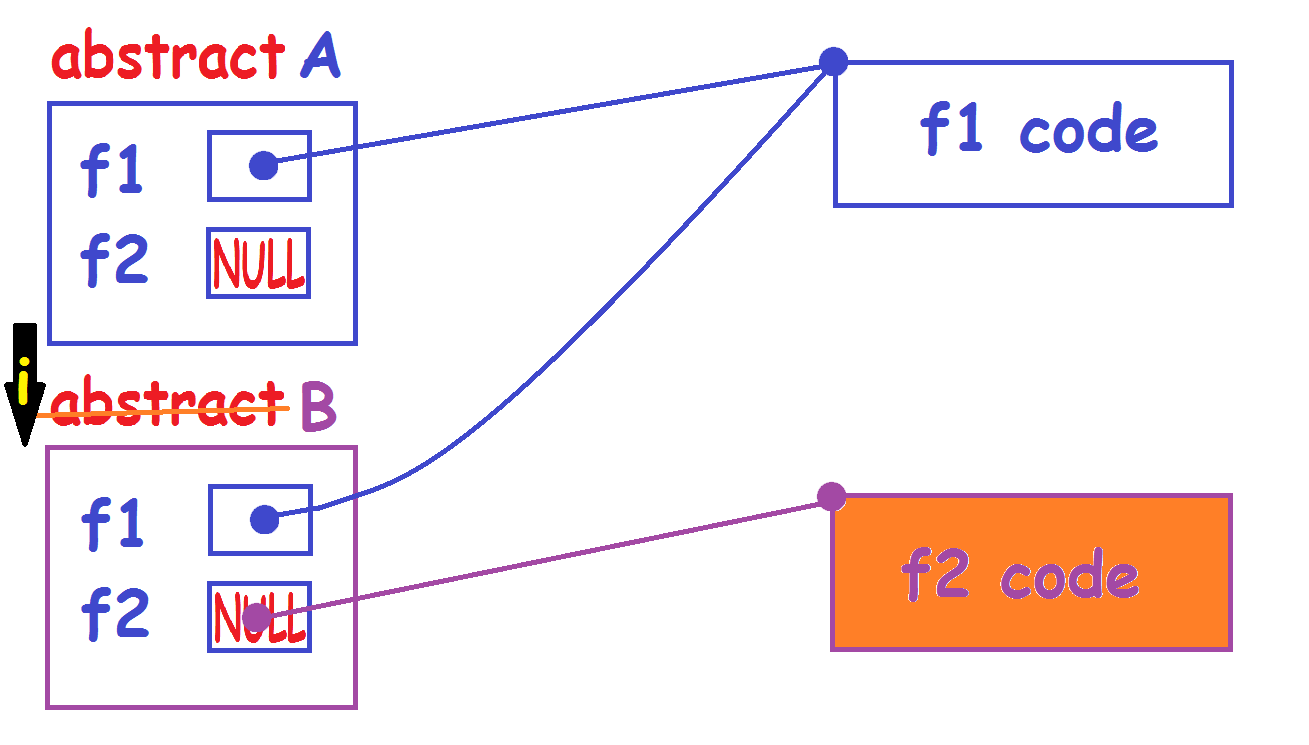 abstract A
f1
f2 NULL
f1 code
i
abstract B
f1
f2 NULL
f2 code